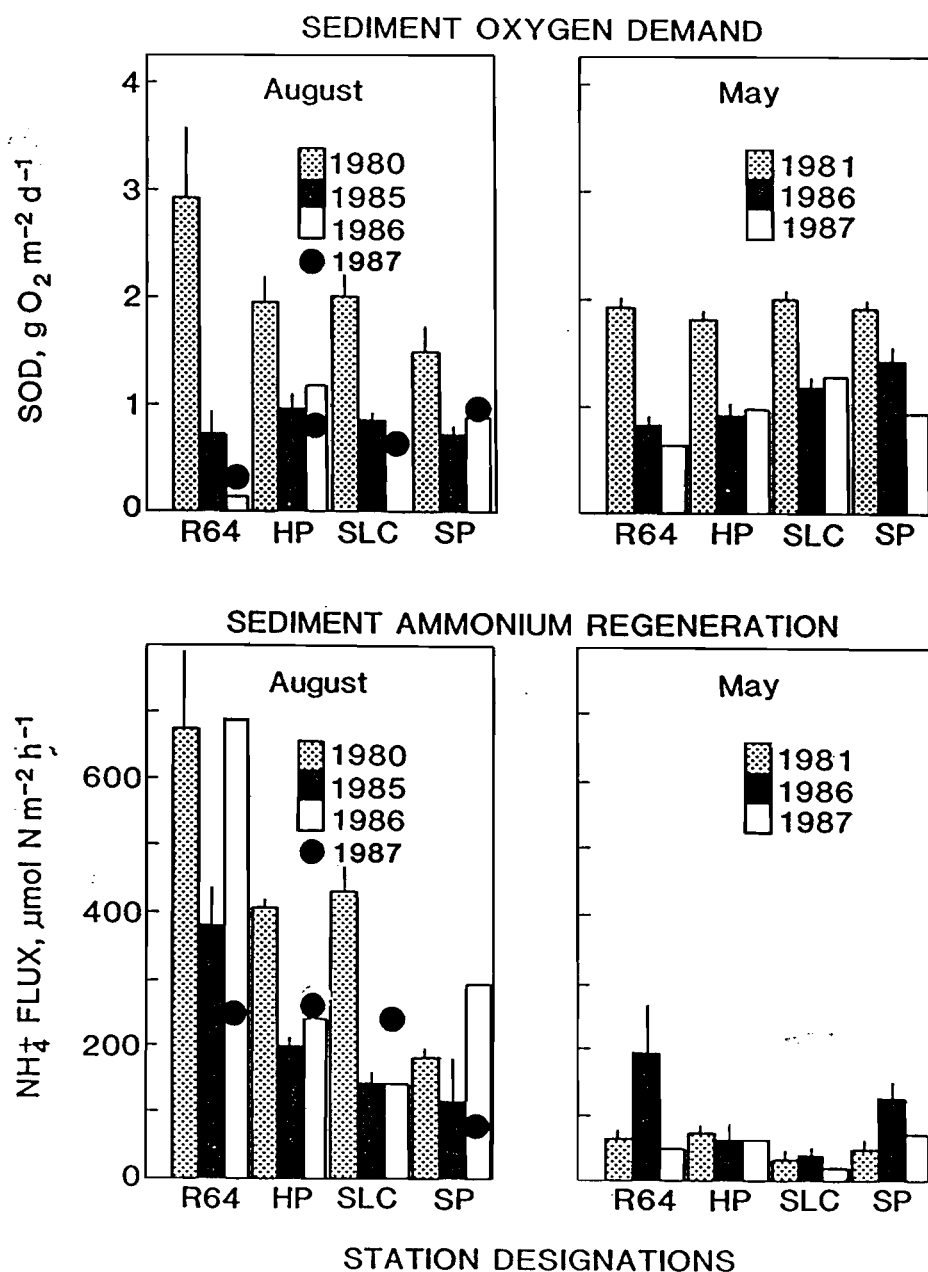 SEDIMENT OXYGEN DEMAND
SOD, g O₂ m⁻² d⁻¹
4
3
2
1
0
August
1980
1985
1986
1987
R64 HP SLC SP
May
1981
1986
1987
R64 HP SLC SP
SEDIMENT AMMONIUM REGENERATION
NH₄⁺ FLUX, μmol N m⁻² h⁻¹
600
400
200
0
August
1980
1985
1986
1987
R64 HP SLC SP
May
1981
1986
1987
R64 HP SLC SP
STATION DESIGNATIONS